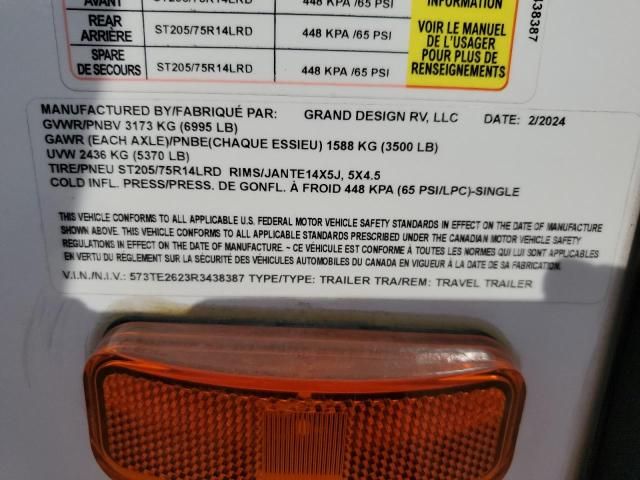 AVANT ST205/75R14LRD 448 KPA /65 PSI INFORMATION
REAR
ARRIÈRE ST205/75R14LRD 448 KPA /65 PSI
SPARE
DE SECOURS ST205/75R14LRD 448 KPA /65 PSI
VOIR LE MANUEL
DE L'USAGER
POUR PLUS DE
RENSEIGNEMENTS
438387
MANUFACTURED BY/FABRIQUÉ PAR: GRAND DESIGN RV, LLC DATE: 2/2024
GVWR/PNBV 3173 KG (6995 LB)
GAWR (EACH AXLE)/PNBE(CHAQUE ESSIEU) 1588 KG (3500 LB)
UVW 2436 KG (5370 LB)
TIRE/PNEU ST205/75R14LRD RIMS/JANTE14X5J, 5X4.5
COLD INFL. PRESS/PRESS. DE GONFL. À FROID 448 KPA (65 PSI/LPC)-SINGLE
THIS VEHICLE CONFORMS TO ALL APPLICABLE U.S. FEDERAL MOTOR VEHICLE SAFETY STANDARDS IN EFFECT ON THE DATE OF MANUFACTURE
SHOWN ABOVE. THIS VEHICLE CONFORMS TO ALL APPLICABLE STANDARDS PRESCRIBED UNDER THE CANADIAN MOTOR VEHICLE SAFETY
REGULATIONS IN EFFECT ON THE DATE OF MANUFACTURE ~ CE VÉHICULE EST CONFORME À TOUTES LES NORMES QUI LUI SONT APPLICABLES
EN VERTU DU RÈGLEMENT SUR LA SÉCURITÉ DES VÉHICULES AUTOMOBILES DU CANADA EN VIGUEUR À LA DATE DE SA FABRICATION.
V.I.N./N.I.V.: 573TE2623R3438387 TYPE/TYPE: TRAILER TRA/REM: TRAVEL TRAILER